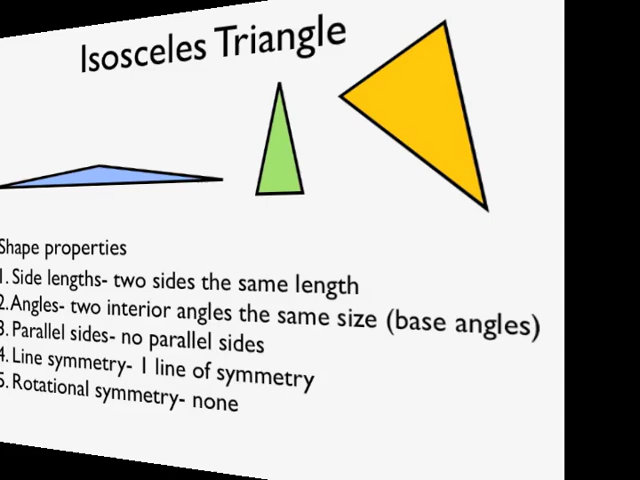 Isosceles Triangle
Shape properties
1. Side lengths- two sides the same length
2. Angles- two interior angles the same size (base angles)
3. Parallel sides- no parallel sides
4. Line symmetry- 1 line of symmetry
5. Rotational symmetry- none